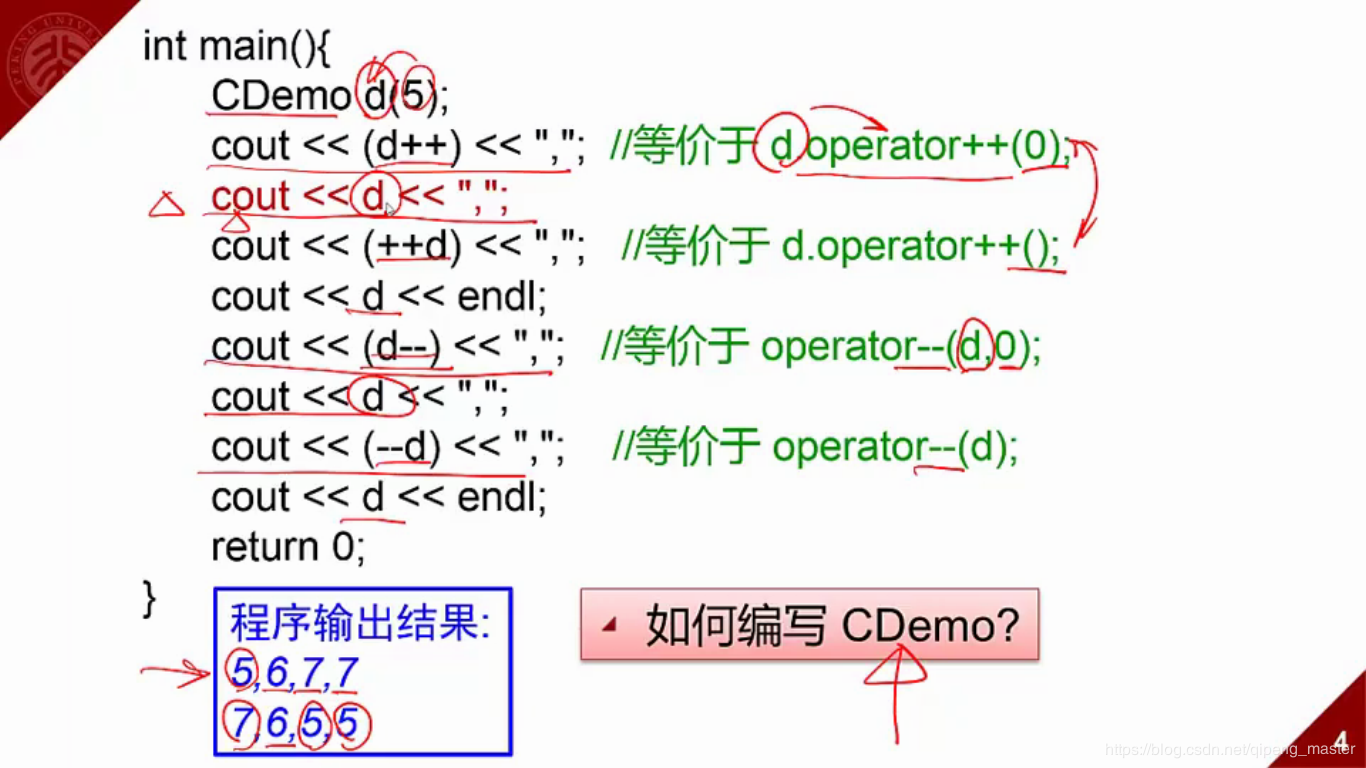 int main(){
CDemo d(5);
cout << (d++) << ","; //等价于 d.operator++(0);
cout << d << ",";
cout << (++d) << ","; //等价于 d.operator++();
cout << d << endl;
cout << (d--) << ","; //等价于 operator--(d,0);
cout << d << ",";
cout << (--d) << ","; //等价于 operator--(d);
cout << d << endl;
return 0;
}
程序输出结果:
5,6,7,7
7,6,5,5
如何编写 CDemo?
4
https://blog.csdn.net/qipang_master